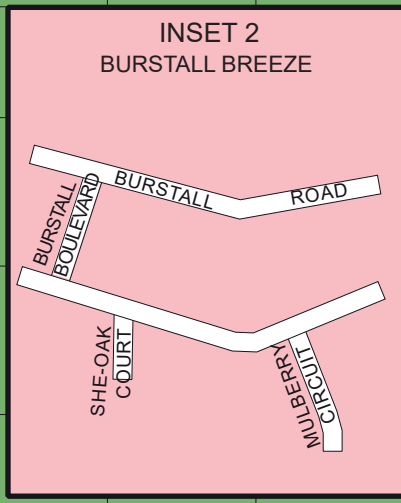 INSET 2
BURSTALL BREEZE
BURSTALL ROAD
BURSTALL
BOULEVARD
SHE-OAK
COURT
MULBERRY
CIRCUIT